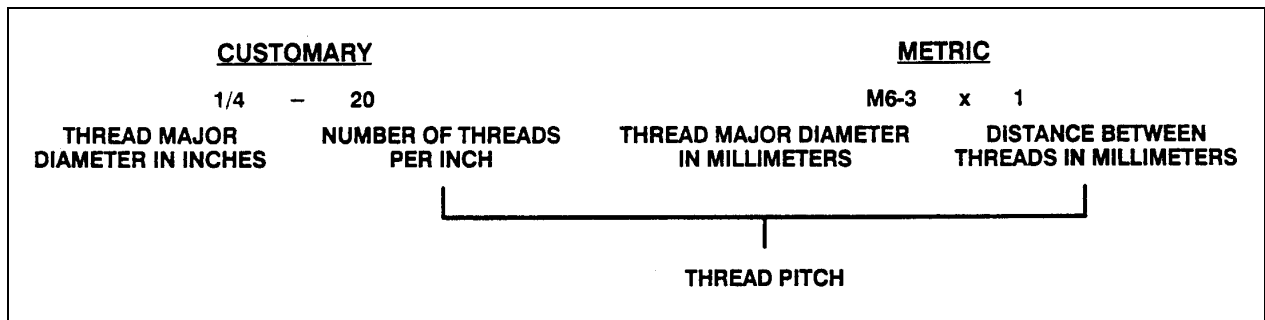 CUSTOMARY
1/4 – 20
THREAD MAJOR
DIAMETER IN INCHES
NUMBER OF THREADS
PER INCH
METRIC
M6-3 x 1
THREAD MAJOR DIAMETER
IN MILLIMETERS
DISTANCE BETWEEN
THREADS IN MILLIMETERS
THREAD PITCH